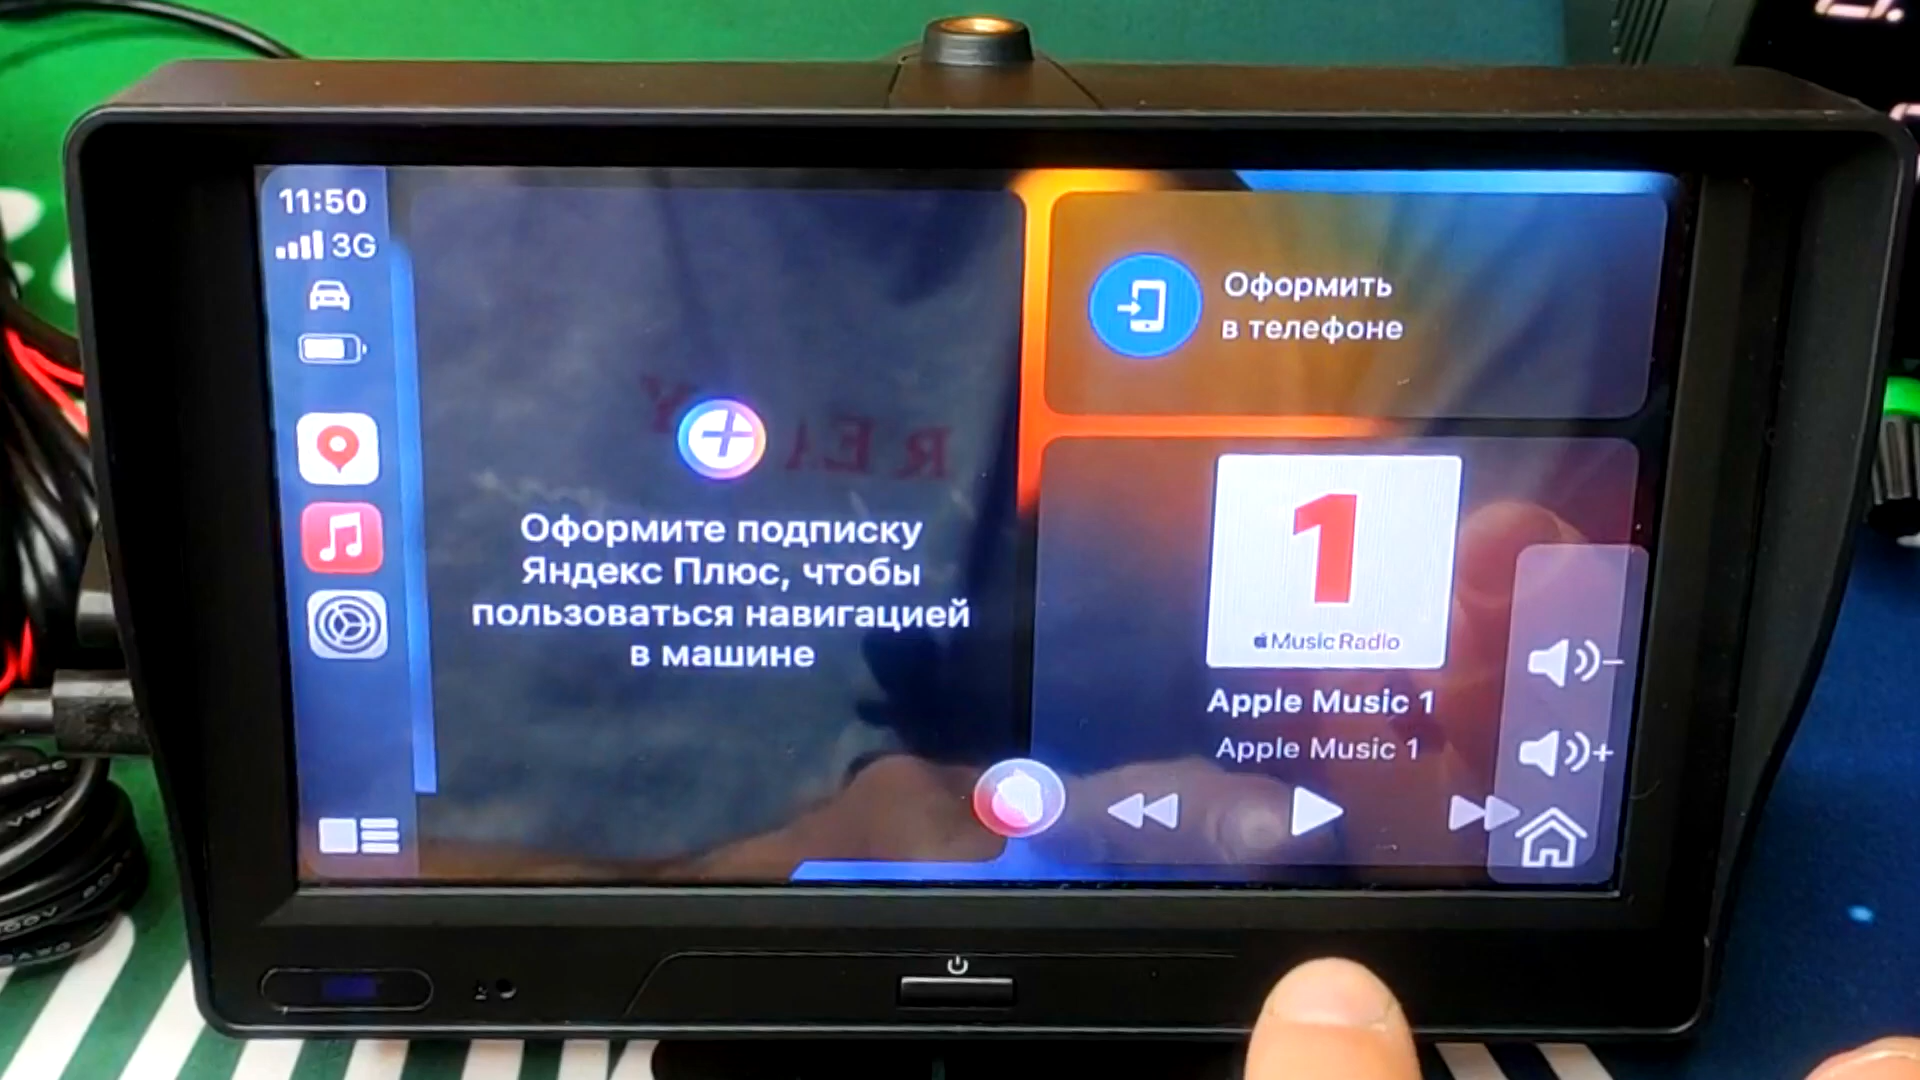 11:50
3G
Оформите подписку
Яндекс Плюс, чтобы
пользоваться навигацией
в машине
Оформить
в телефоне
1
Music Radio
Apple Music 1
Apple Music 1